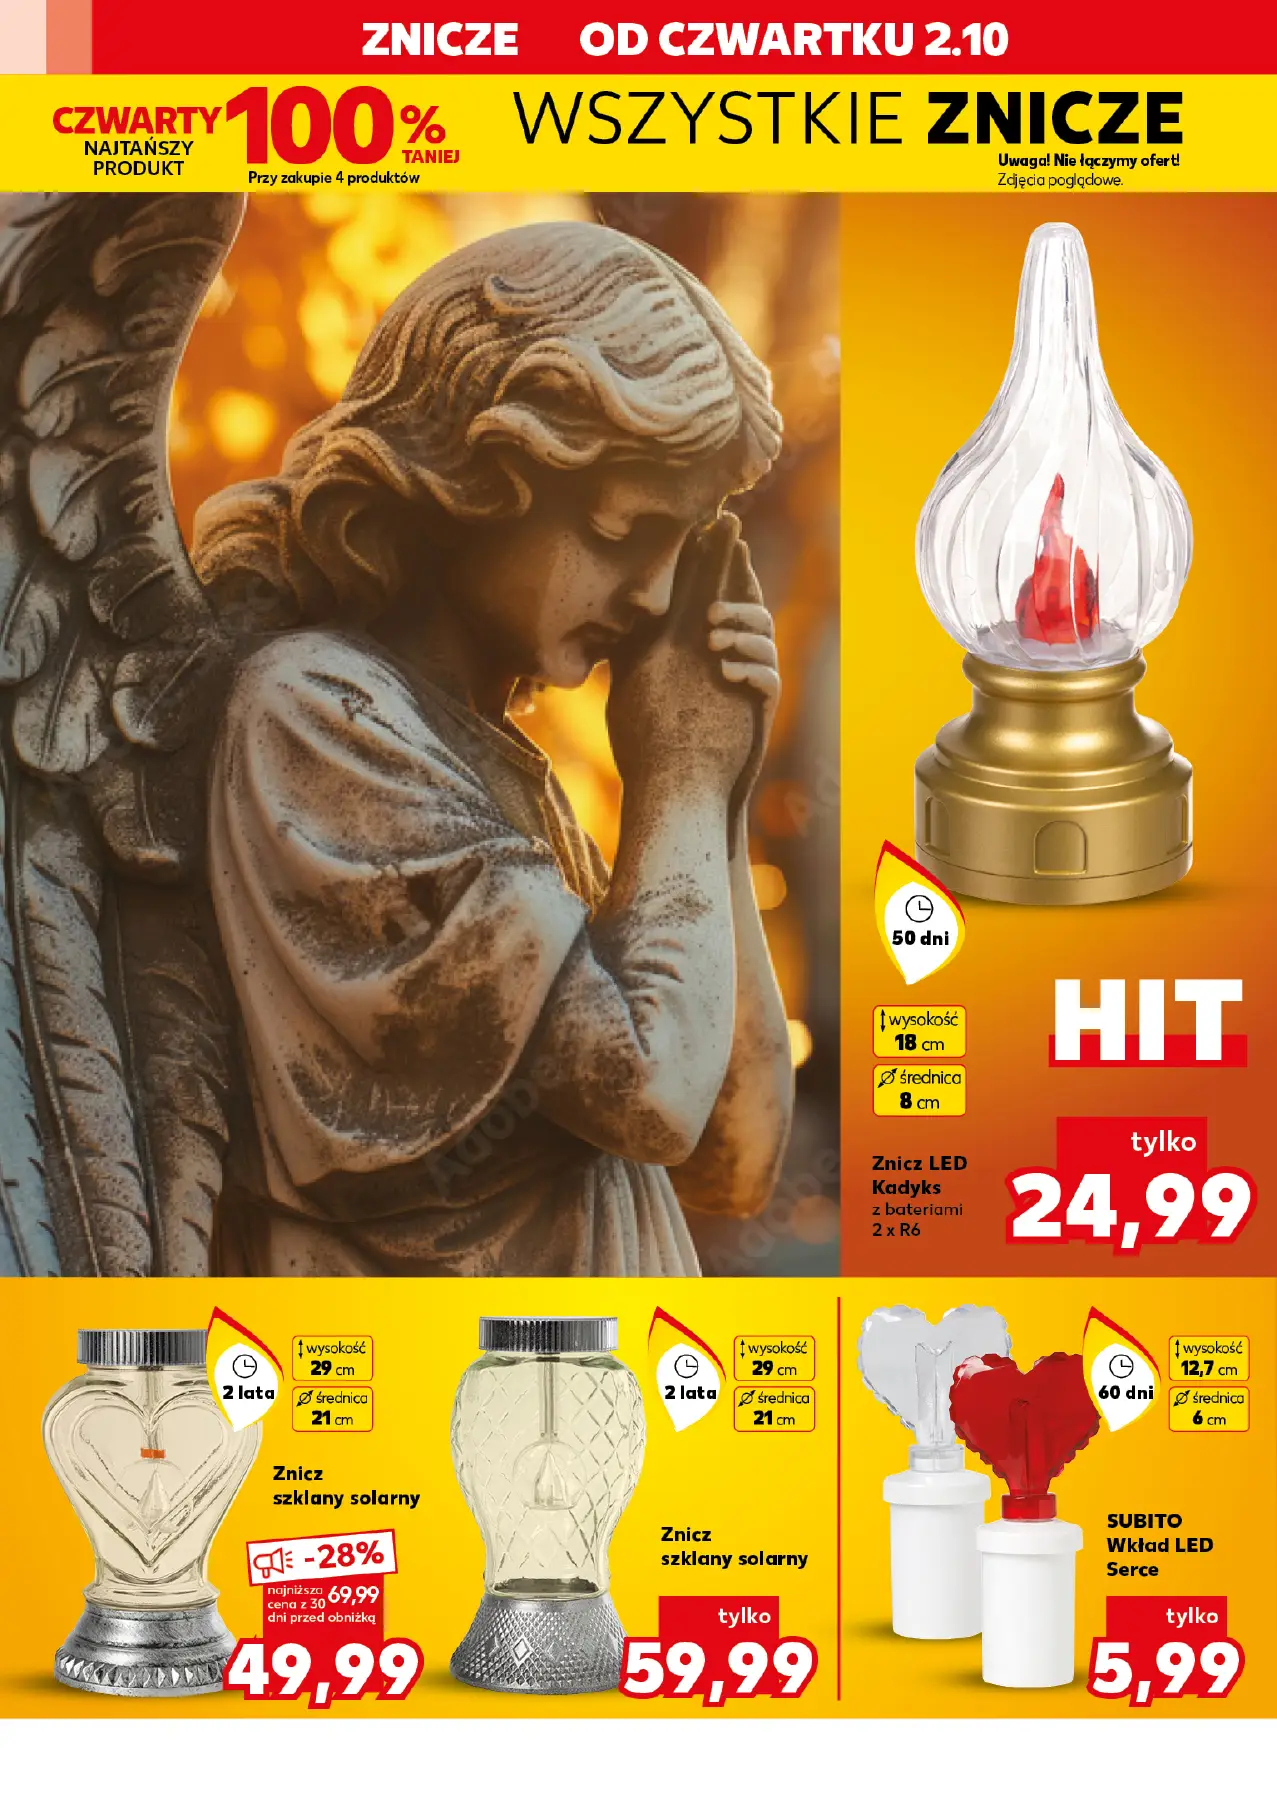 ZNICZE OD CZWARTKU 2.10
CZWARTY
NAJTAŃSZY
PRODUKT
100%
TANIEJ
Przy zakupie 4 produktów
WSZYSTKIE ZNICZE
Uwaga! Nie łączymy ofert!
Zdjęcia poglądowe.
50 dni
wysokość
18 cm
średnica
8 cm
HIT
Znicz LED
Kadyks
z bateriami
2 x R6
tylko
24,99
2 lata
wysokość
29 cm
średnica
21 cm
Znicz
szklany solarny
-28%
najniższa
cena z 30 69,99
dni przed obniżką
49,99
2 lata
wysokość
29 cm
średnica
21 cm
Znicz
szklany solarny
tylko
59,99
60 dni
wysokość
12,7 cm
średnica
6 cm
SUBITO
Wkład LED
Serce
tylko
5,99